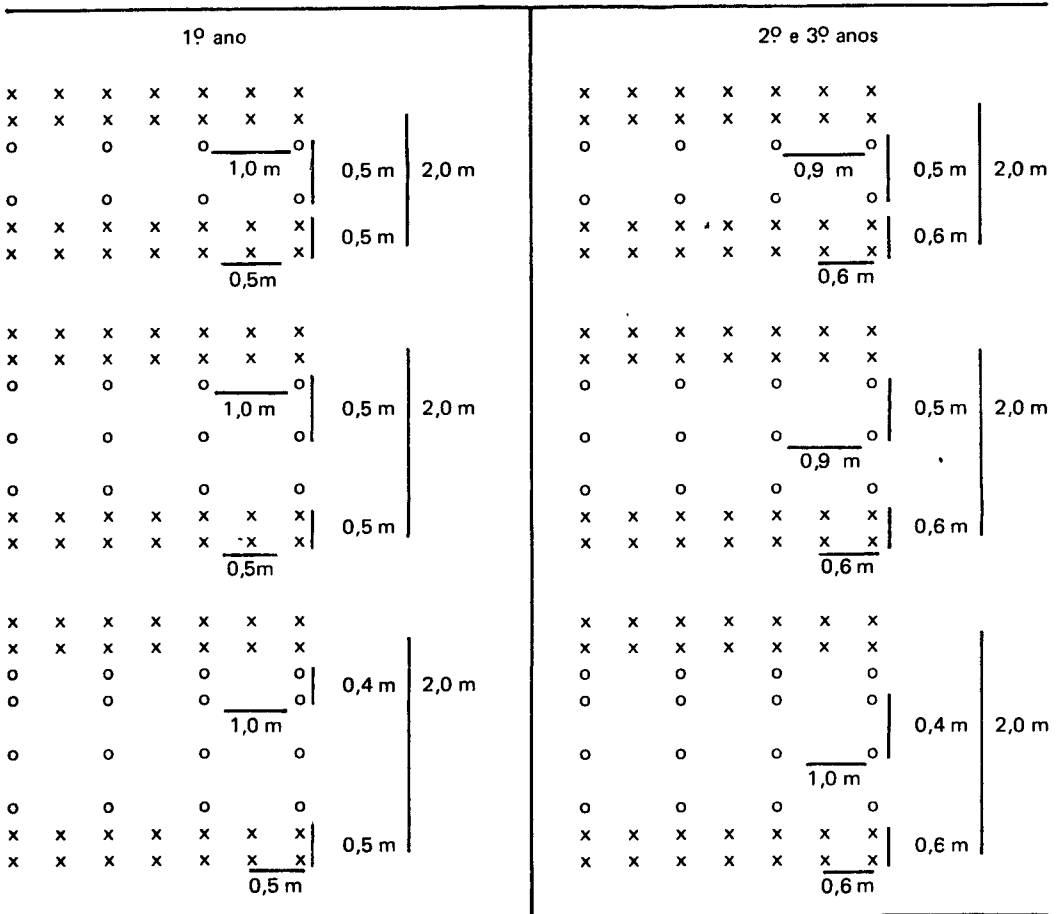 1º ano
x x x x x x x
x x x x x x x
o o o o
1,0 m 0,5 m 2,0 m
o o o o
x x x x x x x
0,5 m
x x x x x x x
0,5m
x x x x x x x
x x x x x x x
o o o o
1,0 m 0,5 m 2,0 m
o o o o
o o o o
x x x x x x x
0,5 m
x x x x x x x
0,5m
x x x x x x x
x x x x x x x
o o o o
0,4 m 2,0 m
o o o o
1,0 m
o o o o
o o o o
x x x x x x x
0,5 m
x x x x x x x
0,5 m
2º e 3º anos
x x x x x x x
x x x x x x x
o o o o
0,9 m 0,5 m 2,0 m
o o o o
x x x x x x x
0,6 m
x x x x x x x
0,6 m
x x x x x x x
x x x x x x x
o o o o
0,5 m 2,0 m
o o o o
0,9 m
o o o o
x x x x x x x
0,6 m
x x x x x x x
0,6 m
x x x x x x x
x x x x x x x
o o o o
o o o o
0,4 m 2,0 m
o o o o
1,0 m
o o o o
x x x x x x x
0,6 m
x x x x x x x
0,6 m